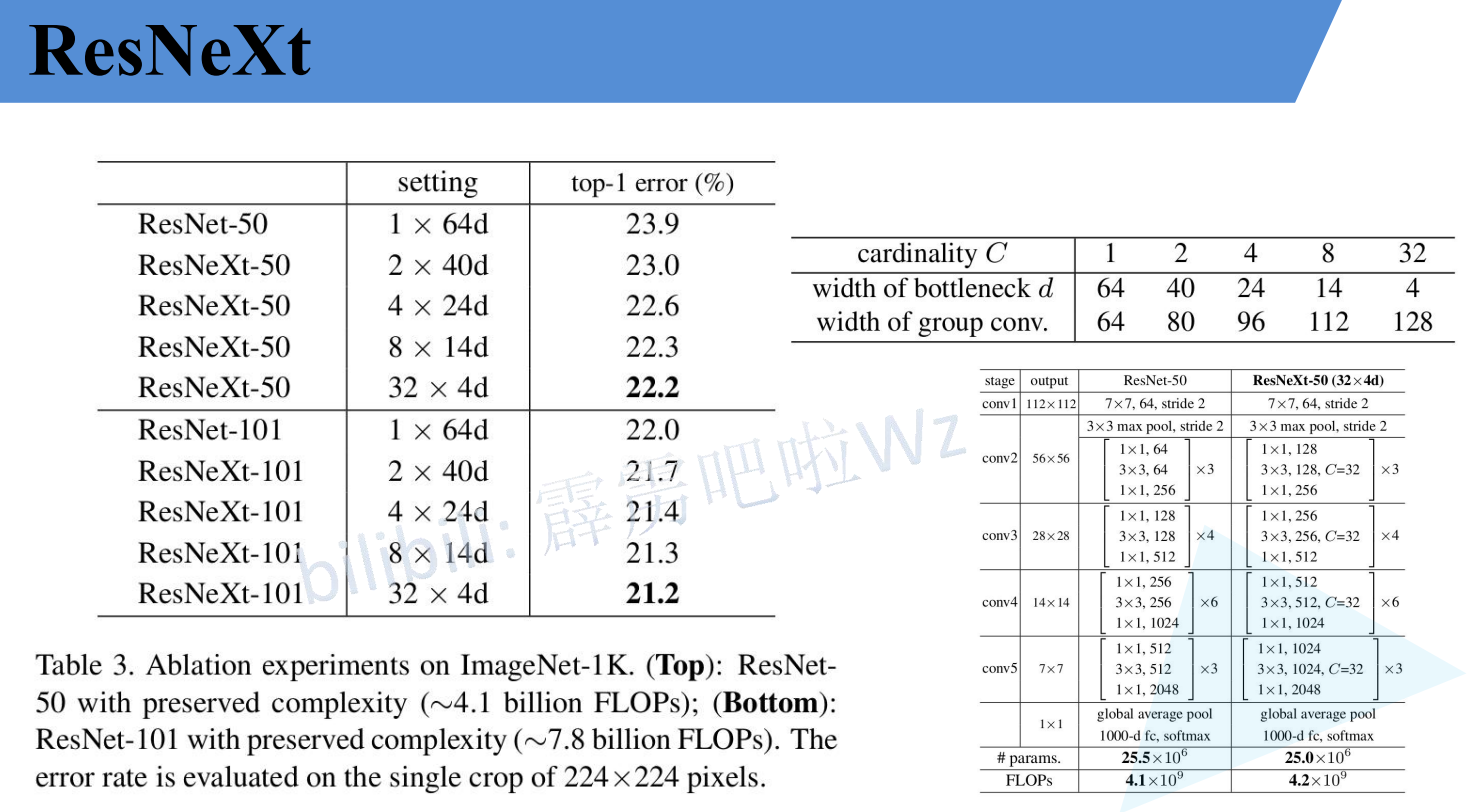 ResNeXt
setting top-1 error (%)
ResNet-50 1 × 64d 23.9
ResNeXt-50 2 × 40d 23.0
ResNeXt-50 4 × 24d 22.6
ResNeXt-50 8 × 14d 22.3
ResNeXt-50 32 × 4d 22.2
ResNet-101 1 × 64d 22.0
ResNeXt-101 2 × 40d 21.7
ResNeXt-101 4 × 24d 21.4
ResNeXt-101 8 × 14d 21.3
ResNeXt-101 32 × 4d 21.2
Table 3. Ablation experiments on ImageNet-1K. (Top): ResNet-
50 with preserved complexity (∼4.1 billion FLOPs); (Bottom):
ResNet-101 with preserved complexity (∼7.8 billion FLOPs). The
error rate is evaluated on the single crop of 224×224 pixels.
cardinality C 1 2 4 8 32
width of bottleneck d 64 40 24 14 4
width of group conv. 64 80 96 112 128
stage output ResNet-50 ResNeXt-50 (32×4d)
conv1 112×112 7×7, 64, stride 2 7×7, 64, stride 2
3×3 max pool, stride 2 3×3 max pool, stride 2
1×1, 64 1×1, 128
conv2 56×56 3×3, 64 ×3 3×3, 128, C=32 ×3
1×1, 256 1×1, 256
1×1, 128 1×1, 256
conv3 28×28 3×3, 128 ×4 3×3, 256, C=32 ×4
1×1, 512 1×1, 512
1×1, 256 1×1, 512
conv4 14×14 3×3, 256 ×6 3×3, 512, C=32 ×6
1×1, 1024 1×1, 1024
1×1, 512 1×1, 1024
conv5 7×7 3×3, 512 ×3 3×3, 1024, C=32 ×3
1×1, 2048 1×1, 2048
global average pool global average pool
1×1 1000-d fc, softmax 1000-d fc, softmax
# params. 25.5×10⁶ 25.0×10⁶
FLOPs 4.1×10⁹ 4.2×10⁹
bilibili: 霹雳吧啦Wz